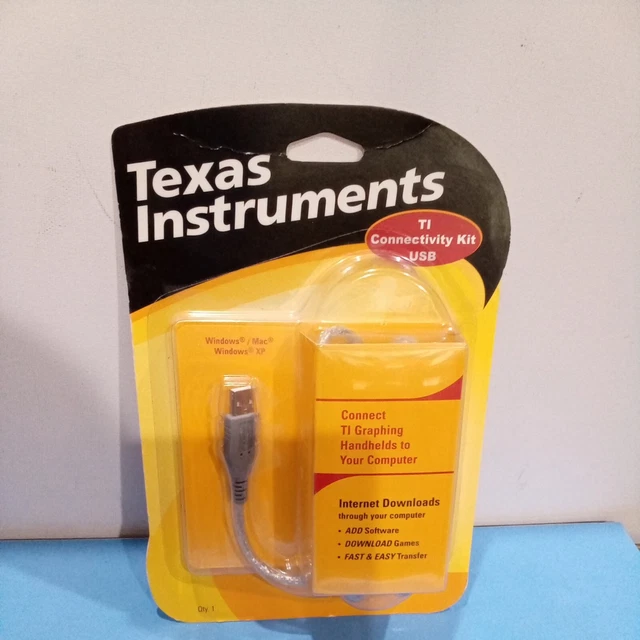 Texas
Instruments
TI
Connectivity Kit
USB
Windows® / Mac®
Windows® XP
Connect
TI Graphing
Handhelds to
Your Computer
Internet Downloads
through your computer
• ADD Software
• DOWNLOAD Games
• FAST & EASY Transfer
Qty. 1